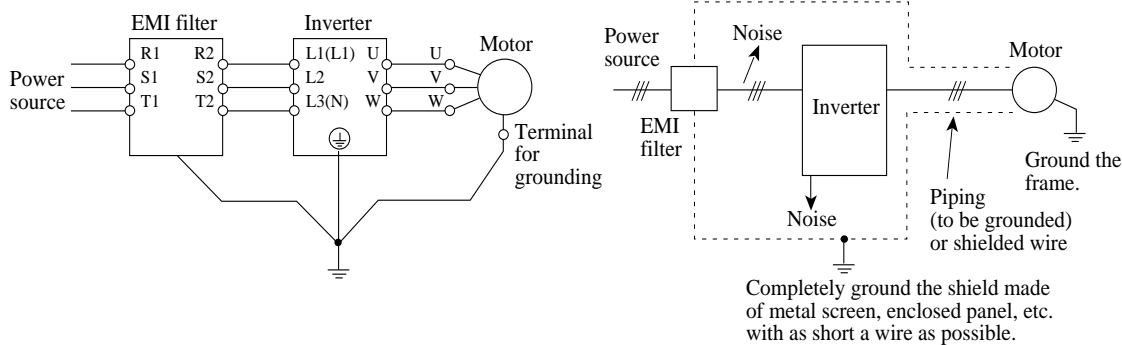 EMI filter
Inverter
Power
source
R1 R2
S1 S2
T1 T2
L1(L1) U
L2 V
L3(N) W
U
V
W
Motor
Terminal
for
grounding
Power
source
Noise
EMI
filter
Inverter
Noise
Motor
Ground the
frame.
Piping
(to be grounded)
or shielded wire
Completely ground the shield made
of metal screen, enclosed panel, etc.
with as short a wire as possible.